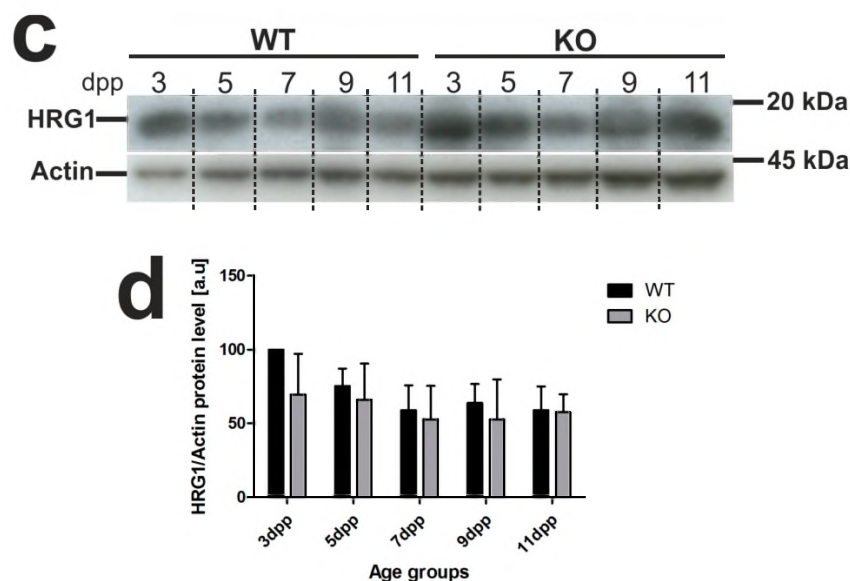 c
WT KO
dpp 3 5 7 9 11 3 5 7 9 11
20 kDa
HRG1
45 kDa
Actin
d
HRG1/Actin protein level [a.u]
150
100
50
0
WT
KO
3dpp 5dpp 7dpp 9dpp 11dpp
Age groups